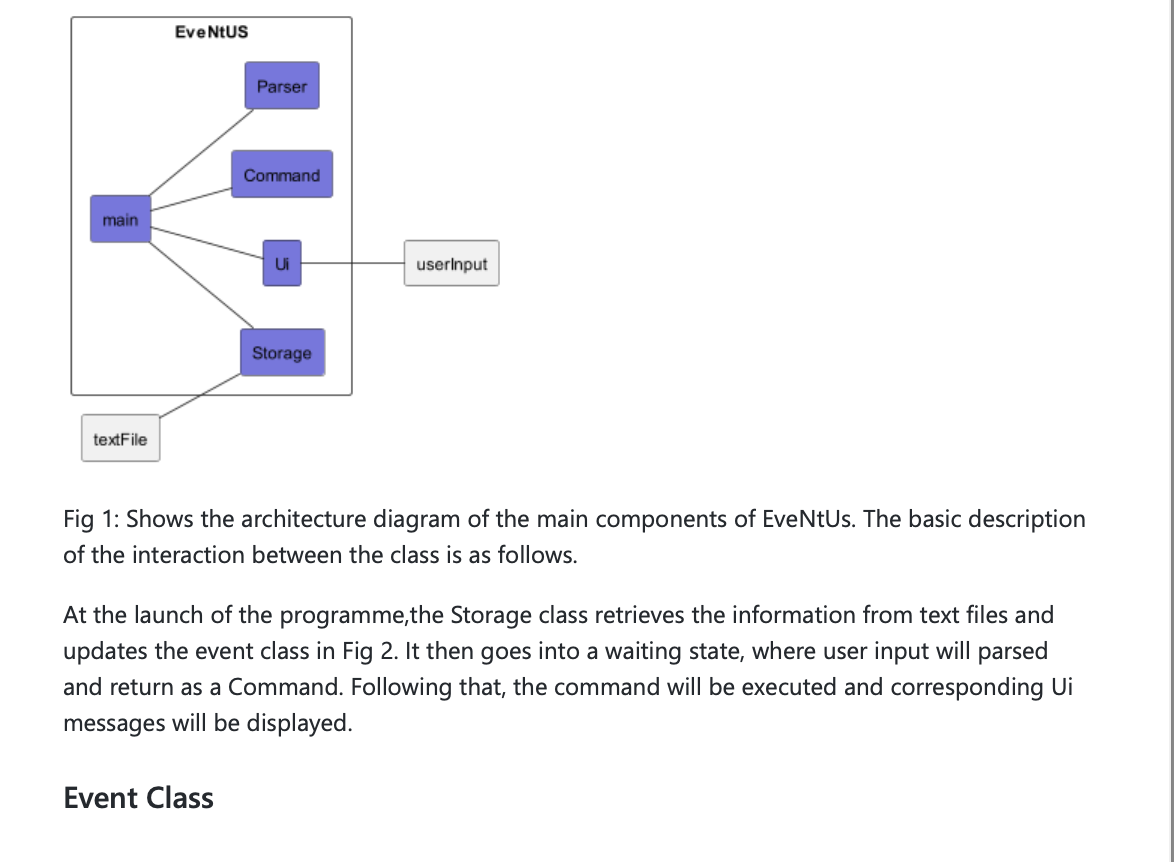 EveNtUS
Parser
Command
main
Ui
userInput
Storage
textFile
Fig 1: Shows the architecture diagram of the main components of EveNtUs. The basic description
of the interaction between the class is as follows.
At the launch of the programme,the Storage class retrieves the information from text files and
updates the event class in Fig 2. It then goes into a waiting state, where user input will parsed
and return as a Command. Following that, the command will be executed and corresponding Ui
messages will be displayed.
Event Class